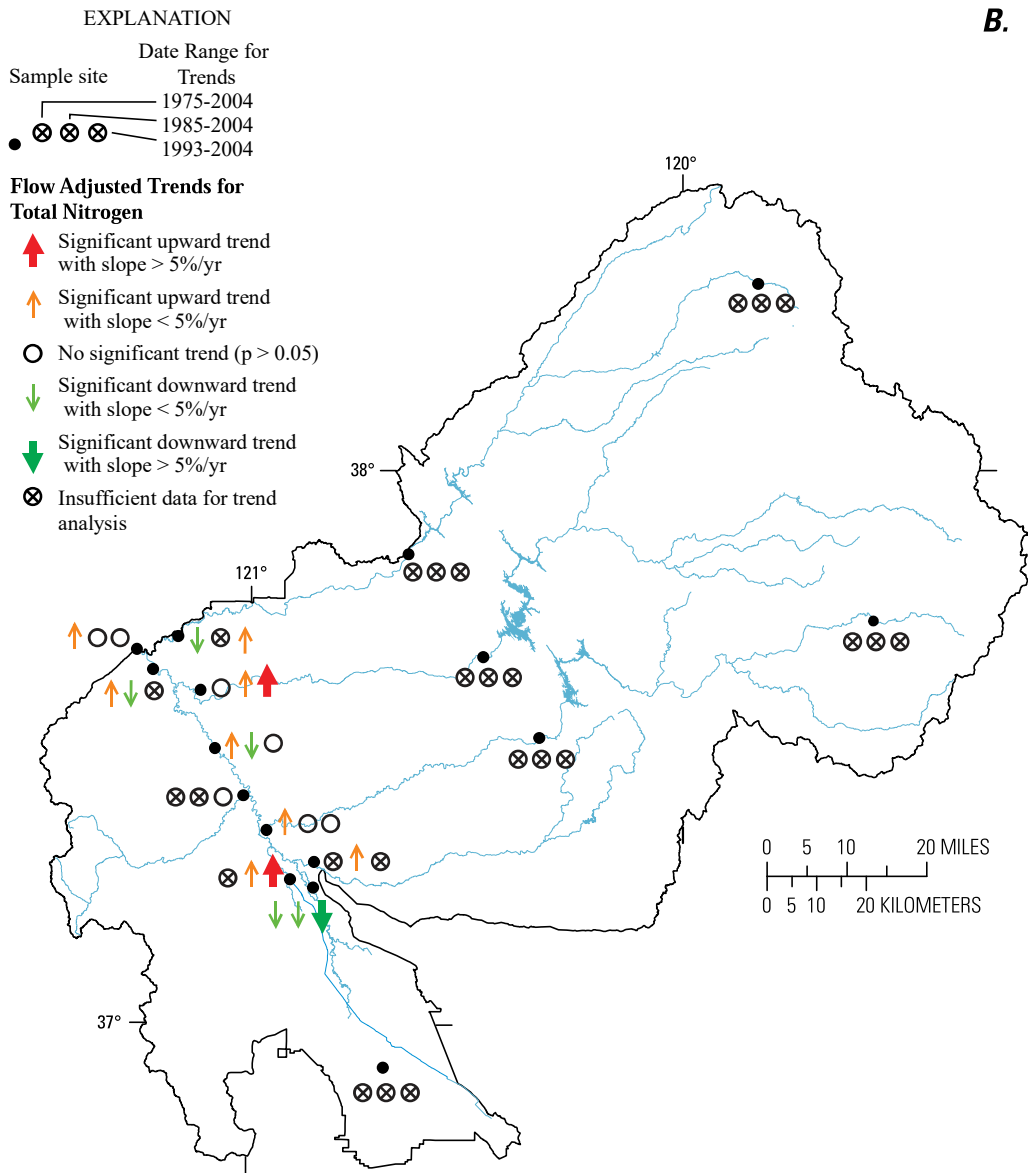 EXPLANATION
B.
Date Range for
Sample site
Trends
1975-2004
1985-2004
1993-2004
Flow Adjusted Trends for
Total Nitrogen
Significant upward trend
with slope > 5%/yr
Significant upward trend
with slope < 5%/yr
No significant trend (p > 0.05)
Significant downward trend
with slope < 5%/yr
Significant downward trend
with slope > 5%/yr
Insufficient data for trend
analysis
120°
38°
121°
37°
0 5 10 20 MILES
0 5 10 20 KILOMETERS